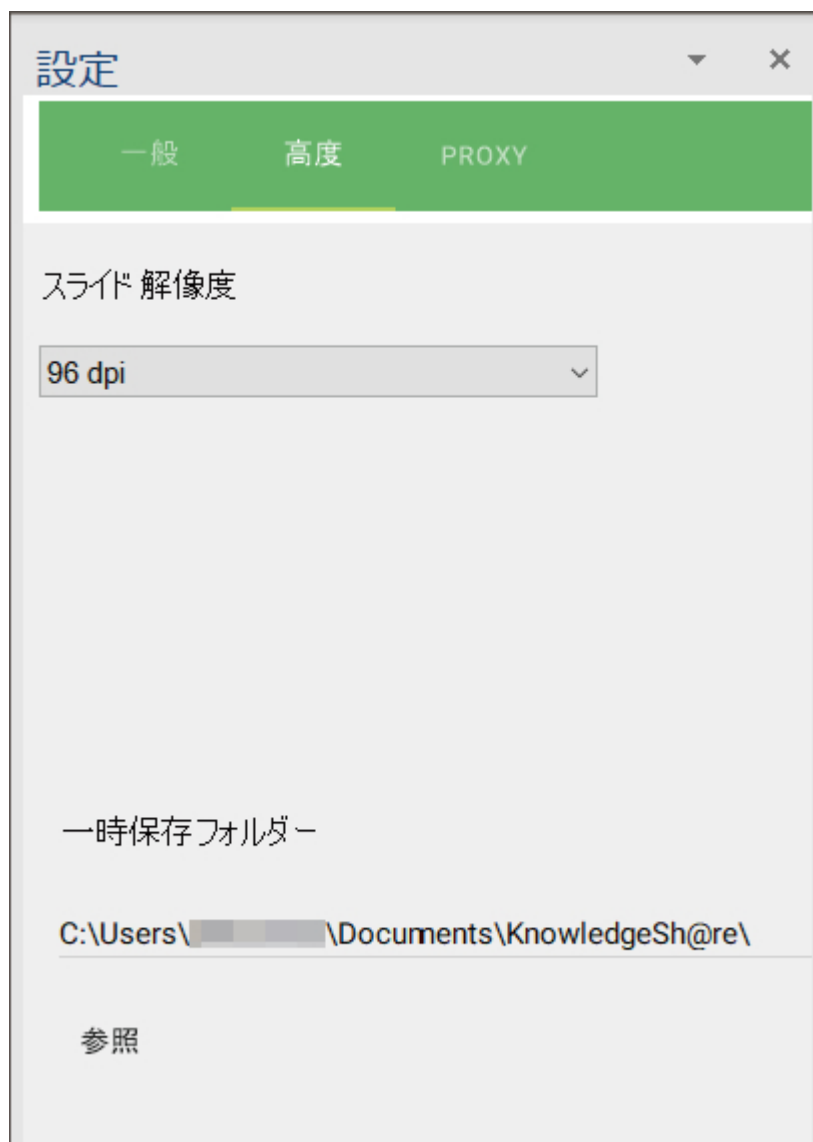 設定
一般 高度 PROXY
スライド 解像度
96 dpi
一時保存フォルダー
C:\Users\ \Documents\KnowledgeSh@re\
参照